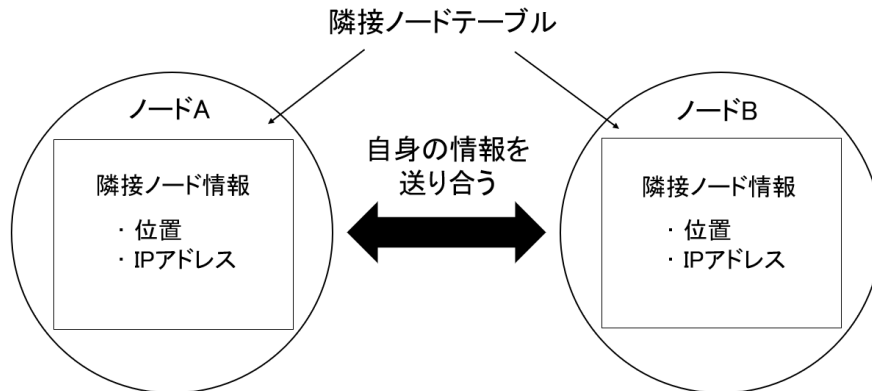 隣接ノードテーブル
ノードA
隣接ノード情報
・位置
・IPアドレス
自身の情報を
送り合う
ノードB
隣接ノード情報
・位置
・IPアドレス